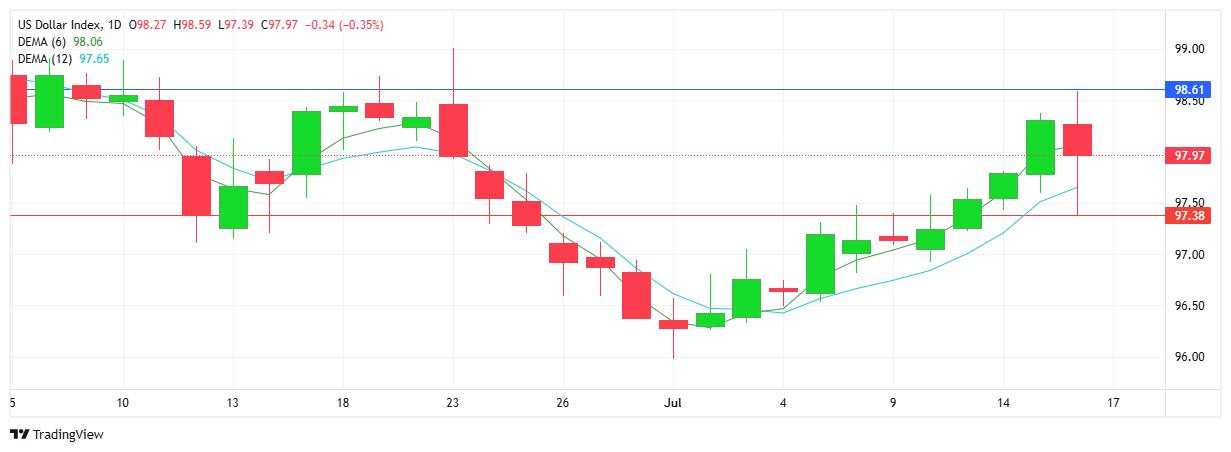 US Dollar Index, 1D O98.27 H98.59 L97.39 C97.97 −0.34 (−0.35%)
DEMA (6) 98.06
DEMA (12) 97.65
99.00
98.61
98.50
97.97
97.50
97.38
97.00
96.50
96.00
5 10 13 18 23 26 Jul 4 9 14 17
TradingView